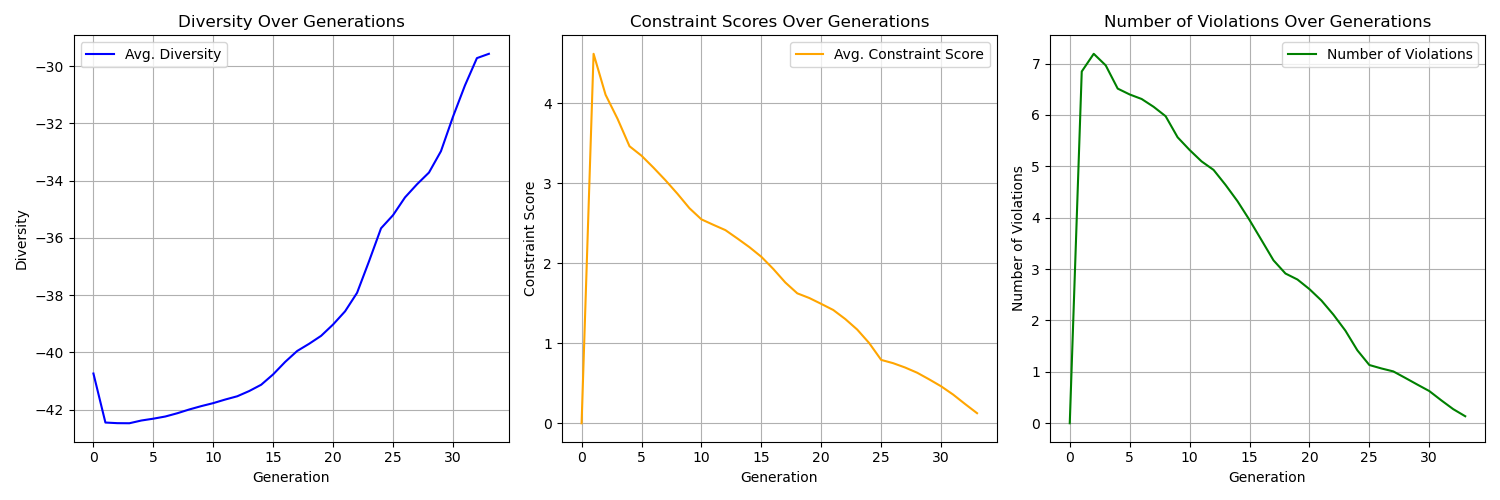 Diversity Over Generations
Avg. Diversity
−30
−32
−34
−36
−38
−40
−42
Diversity
0 5 10 15 20 25 30
Generation
Constraint Scores Over Generations
Avg. Constraint Score
4
3
2
1
0
Constraint Score
0 5 10 15 20 25 30
Generation
Number of Violations Over Generations
Number of Violations
7
6
5
4
3
2
1
0
Number of Violations
0 5 10 15 20 25 30
Generation